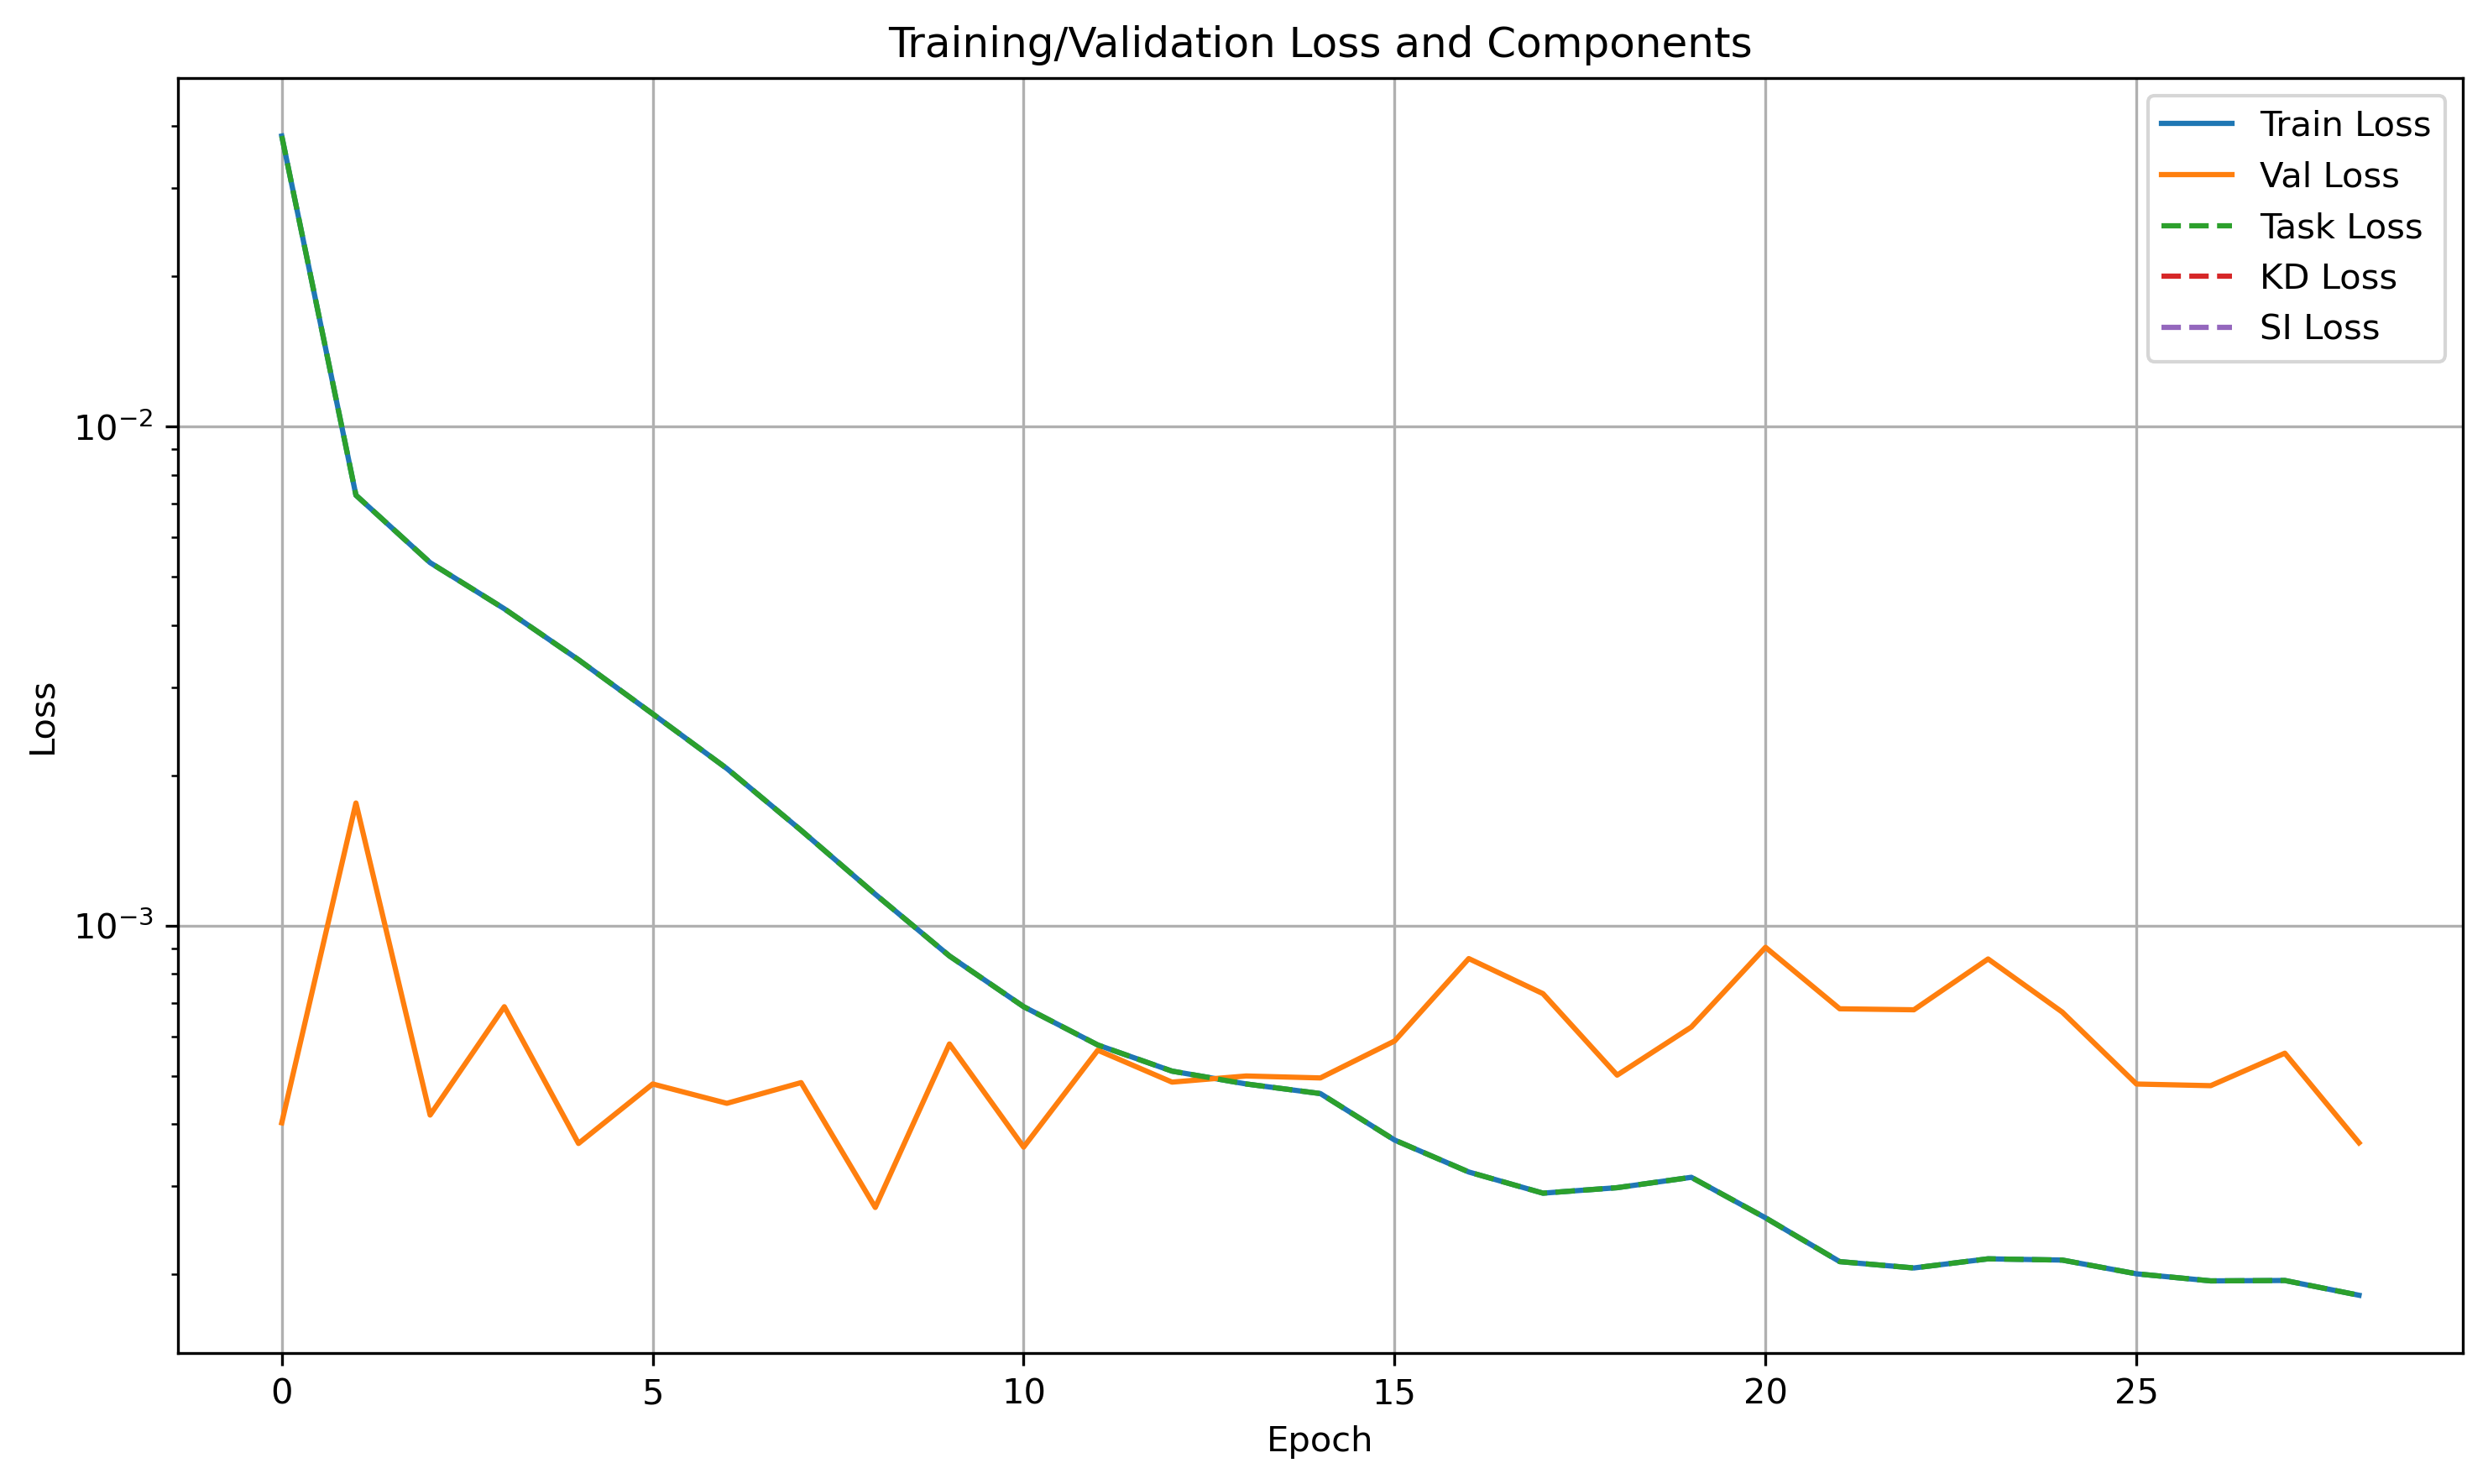 Training/Validation Loss and Components
Train Loss
Val Loss
Task Loss
KD Loss
SI Loss
10⁻²
10⁻³
Loss
0 5 10 15 20 25
Epoch